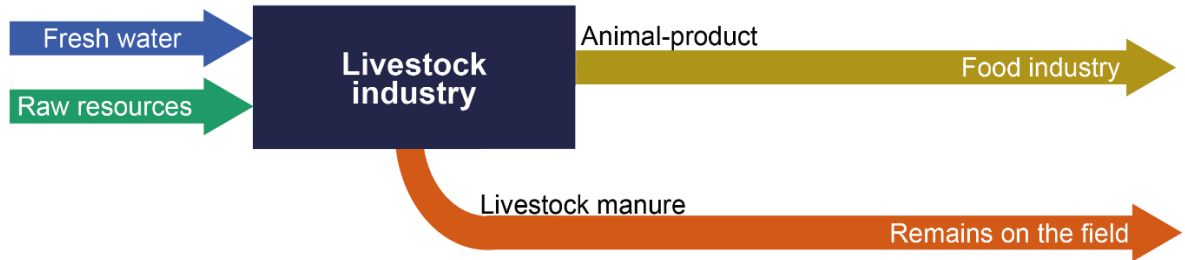 Fresh water
Raw resources
Livestock
industry
Animal-product
Food industry
Livestock manure
Remains on the field